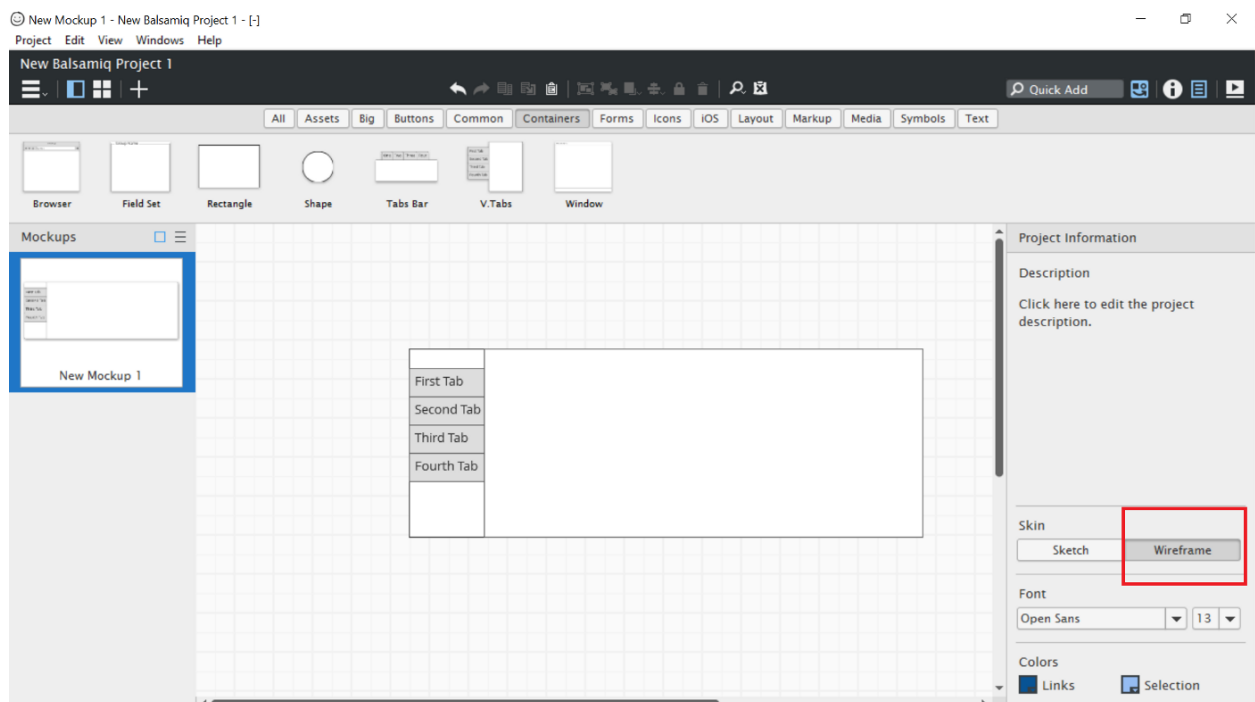 New Mockup 1 - New Balsamiq Project 1 - [-]
Project Edit View Windows Help
New Balsamiq Project 1
Quick Add
All Assets Big Buttons Common Containers Forms Icons iOS Layout Markup Media Symbols Text
Browser Field Set Rectangle Shape Tabs Bar V.Tabs Window
Mockups
New Mockup 1
First Tab
Second Tab
Third Tab
Fourth Tab
Project Information
Description
Click here to edit the project
description.
Skin
Sketch Wireframe
Font
Open Sans 13
Colors
Links Selection